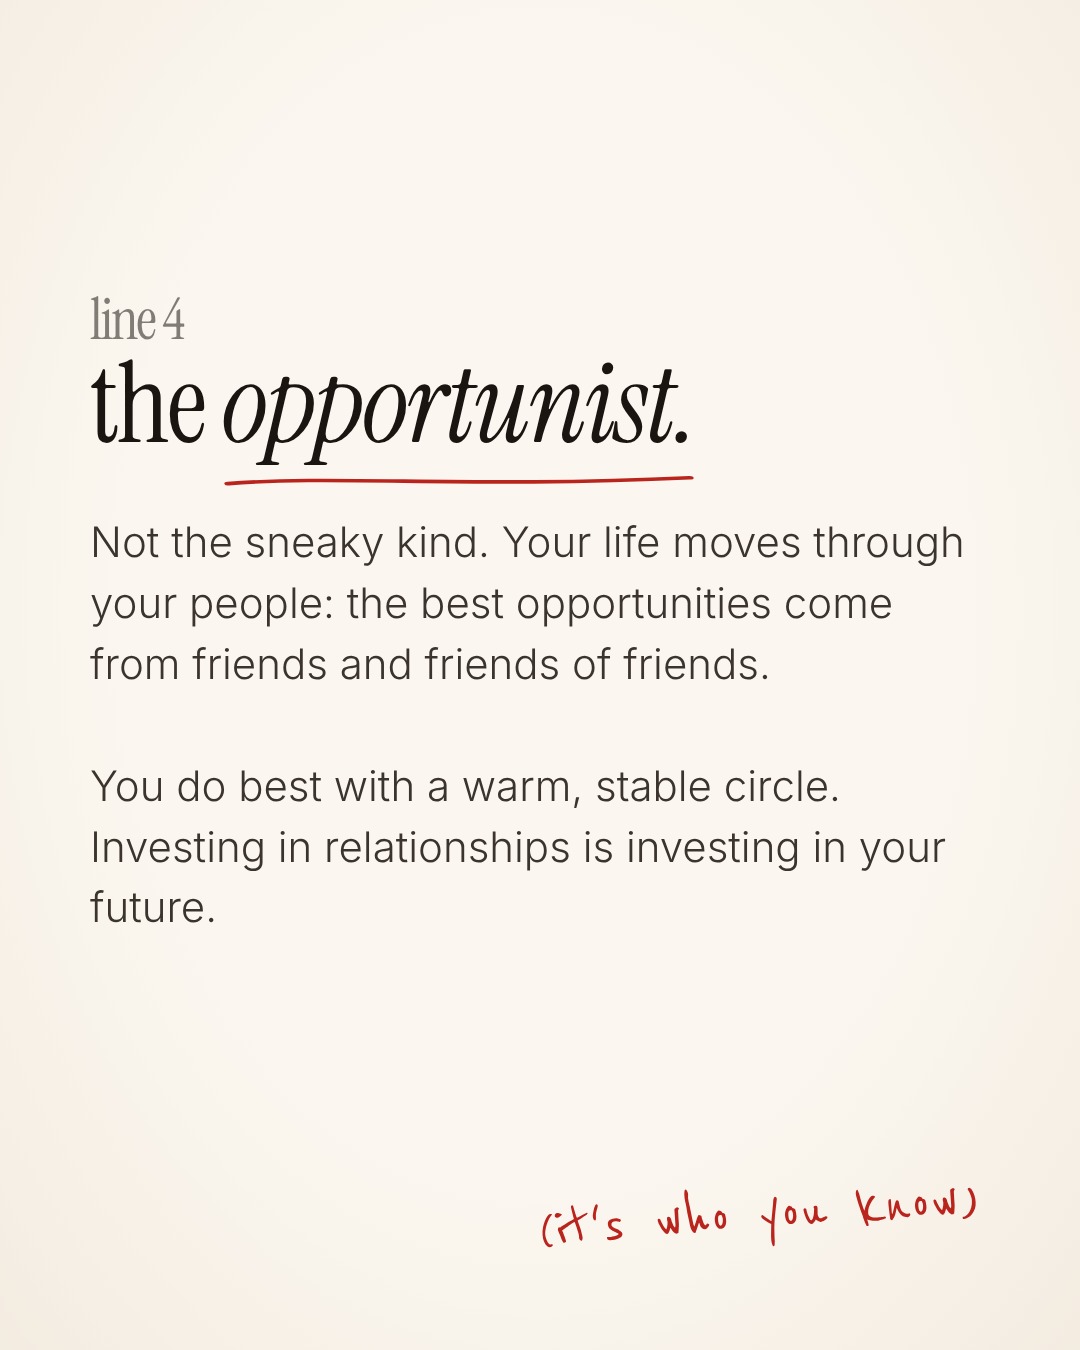 line 4
the opportunist.
Not the sneaky kind. Your life moves through
your people: the best opportunities come
from friends and friends of friends.
You do best with a warm, stable circle.
Investing in relationships is investing in your
future.
(it's who you know)